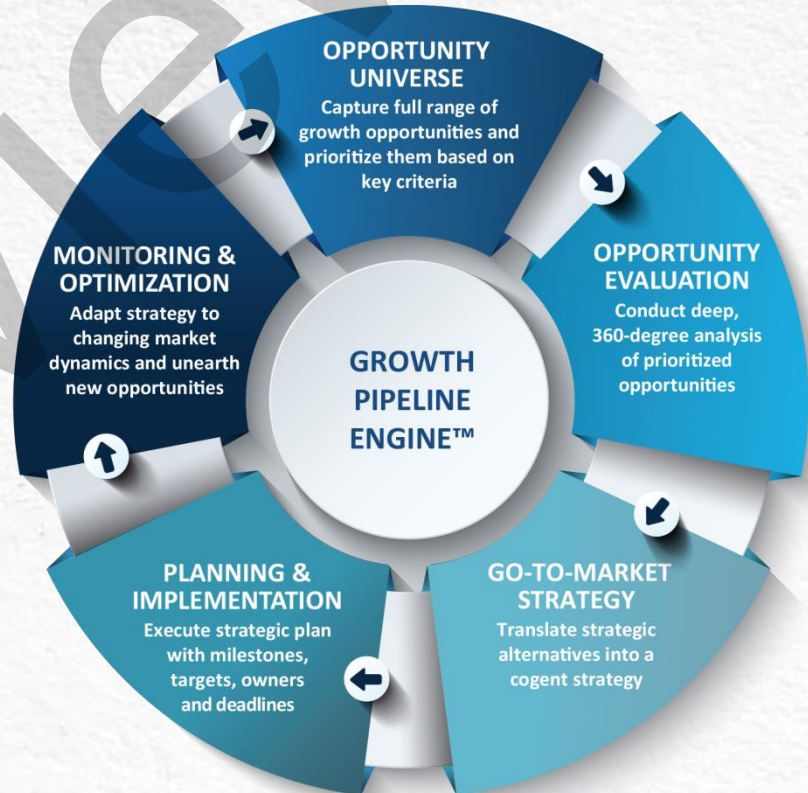 OPPORTUNITY
UNIVERSE
Capture full range of
growth opportunities and
prioritize them based on
key criteria
OPPORTUNITY
EVALUATION
Conduct deep,
360-degree analysis
of prioritized
opportunities
GO-TO-MARKET
STRATEGY
Translate strategic
alternatives into a
cogent strategy
PLANNING &
IMPLEMENTATION
Execute strategic plan
with milestones,
targets, owners
and deadlines
MONITORING &
OPTIMIZATION
Adapt strategy to
changing market
dynamics and unearth
new opportunities
GROWTH
PIPELINE
ENGINE™